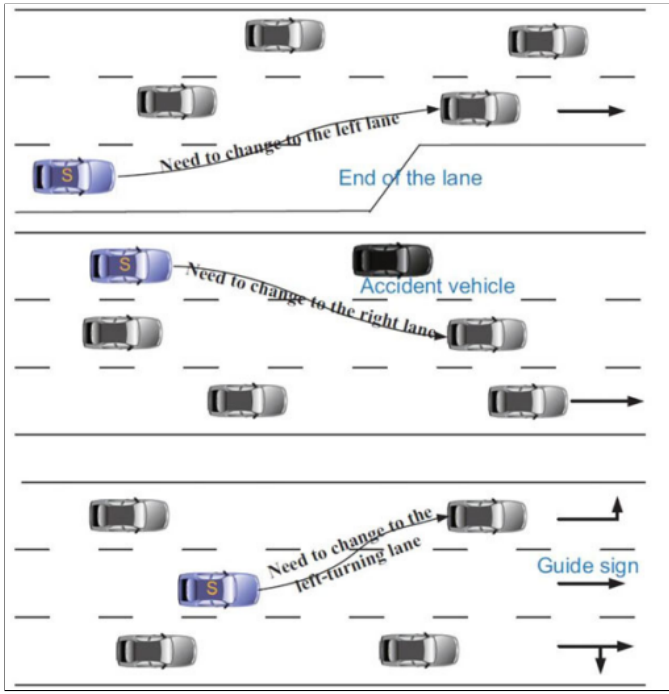 Need to change to the left lane
S
End of the lane
S
Need to change to the right lane
Accident vehicle
Need to change to the
left-turning lane
S
Guide sign